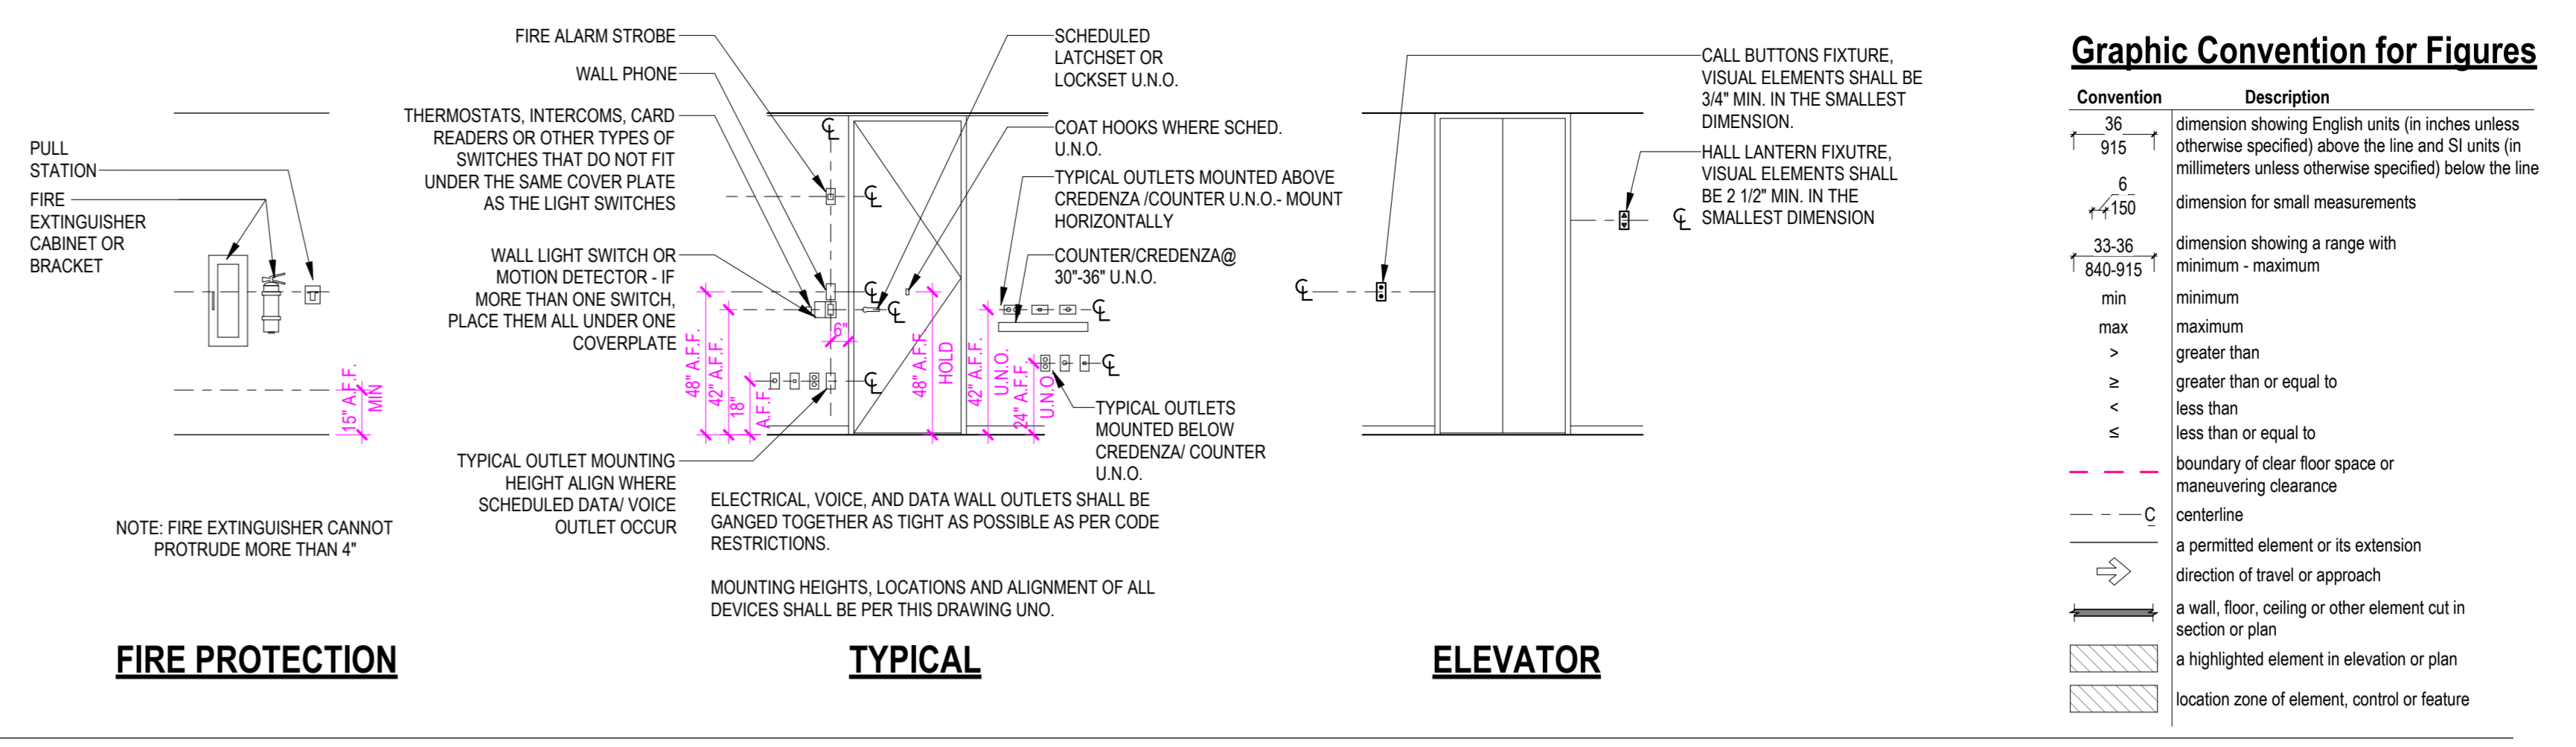 PULL
STATION
FIRE
EXTINGUISHER
CABINET OR
BRACKET
15" A.F.F.
MIN
NOTE: FIRE EXTINGUISHER CANNOT
PROTRUDE MORE THAN 4"
FIRE PROTECTION
FIRE ALARM STROBE
WALL PHONE
THERMOSTATS, INTERCOMS, CARD
READERS OR OTHER TYPES OF
SWITCHES THAT DO NOT FIT
UNDER THE SAME COVER PLATE
AS THE LIGHT SWITCHES
WALL LIGHT SWITCH OR
MOTION DETECTOR - IF
MORE THAN ONE SWITCH,
PLACE THEM ALL UNDER ONE
COVERPLATE
TYPICAL OUTLET MOUNTING
HEIGHT ALIGN WHERE
SCHEDULED DATA/ VOICE
OUTLET OCCUR
48" A.F.F.
42" A.F.F.
18"
A.F.F.
6"
℄
℄
℄
℄
℄
48" A.F.F.
HOLD
42" A.F.F.
U.N.O.
24" A.F.F.
U.N.O.
℄
℄
SCHEDULED
LATCHSET OR
LOCKSET U.N.O.
COAT HOOKS WHERE SCHED.
U.N.O.
TYPICAL OUTLETS MOUNTED ABOVE
CREDENZA /COUNTER U.N.O.- MOUNT
HORIZONTALLY
COUNTER/CREDENZA@
30"-36" U.N.O.
TYPICAL OUTLETS
MOUNTED BELOW
CREDENZA/ COUNTER
U.N.O.
ELECTRICAL, VOICE, AND DATA WALL OUTLETS SHALL BE
GANGED TOGETHER AS TIGHT AS POSSIBLE AS PER CODE
RESTRICTIONS.
MOUNTING HEIGHTS, LOCATIONS AND ALIGNMENT OF ALL
DEVICES SHALL BE PER THIS DRAWING UNO.
TYPICAL
CALL BUTTONS FIXTURE,
VISUAL ELEMENTS SHALL BE
3/4" MIN. IN THE SMALLEST
DIMENSION.
HALL LANTERN FIXUTRE,
VISUAL ELEMENTS SHALL
BE 2 1/2" MIN. IN THE
SMALLEST DIMENSION
℄
℄
ELEVATOR
Graphic Convention for Figures
Convention Description
36
915
dimension showing English units (in inches unless
otherwise specified) above the line and SI units (in
millimeters unless otherwise specified) below the line
6
150
dimension for small measurements
33-36
840-915
dimension showing a range with
minimum - maximum
min minimum
max maximum
> greater than
≥ greater than or equal to
< less than
≤ less than or equal to
boundary of clear floor space or
maneuvering clearance
C centerline
a permitted element or its extension
direction of travel or approach
a wall, floor, ceiling or other element cut in
section or plan
a highlighted element in elevation or plan
location zone of element, control or feature